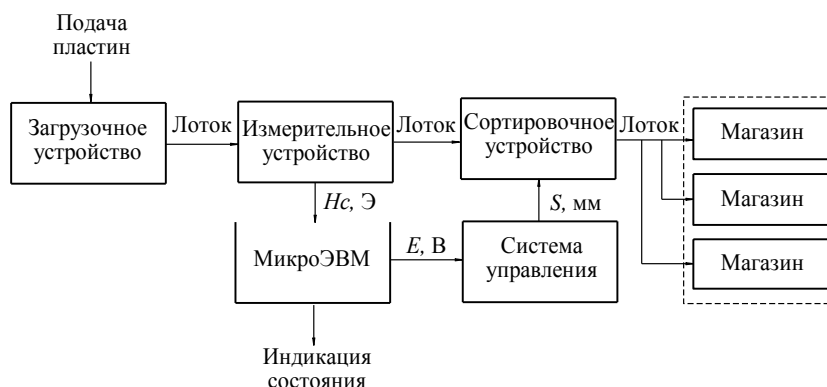 Подача
пластин
Загрузочное
устройство
Лоток
Измерительное
устройство
Лоток
Сортировочное
устройство
Лоток
Магазин
Магазин
Магазин
Hc, Э
S, мм
МикроЭВМ
E, В
Система
управления
Индикация
состояния